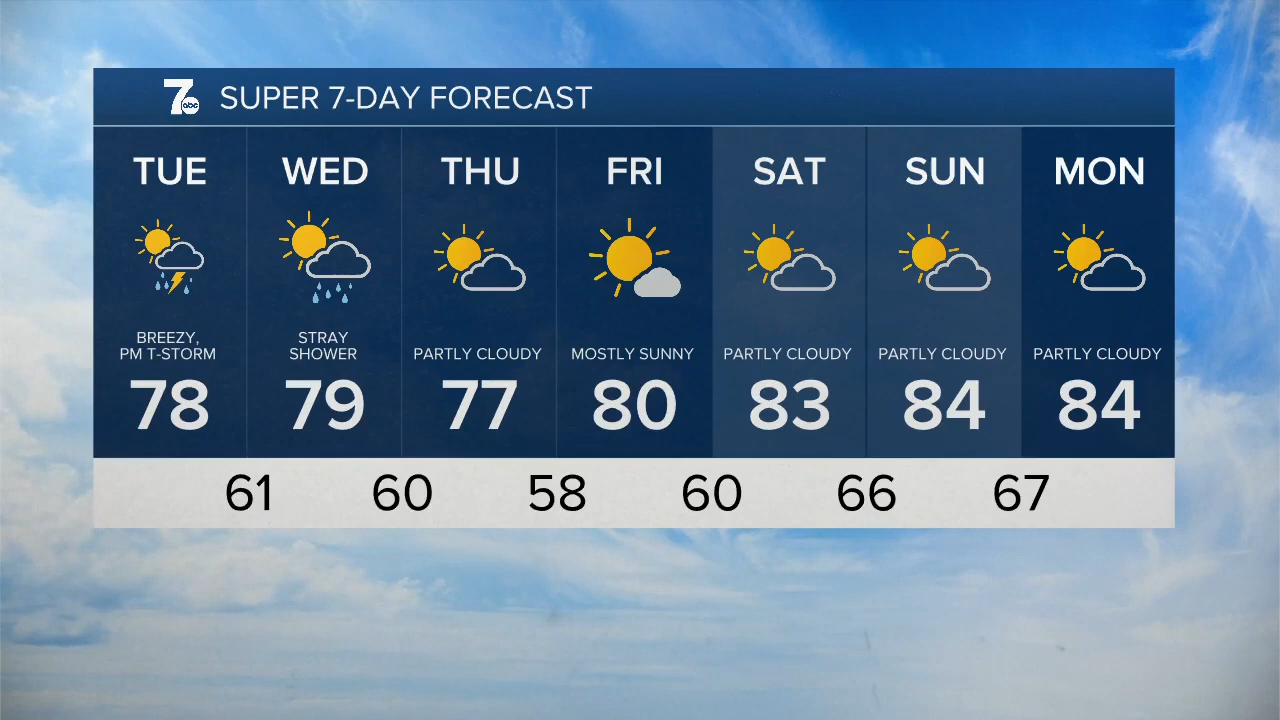 7 abc SUPER 7-DAY FORECAST
TUE WED THU FRI SAT SUN MON
BREEZY,
PM T-STORM
STRAY
SHOWER
PARTLY CLOUDY
MOSTLY SUNNY
PARTLY CLOUDY
PARTLY CLOUDY
PARTLY CLOUDY
78 79 77 80 83 84 84
61 60 58 60 66 67